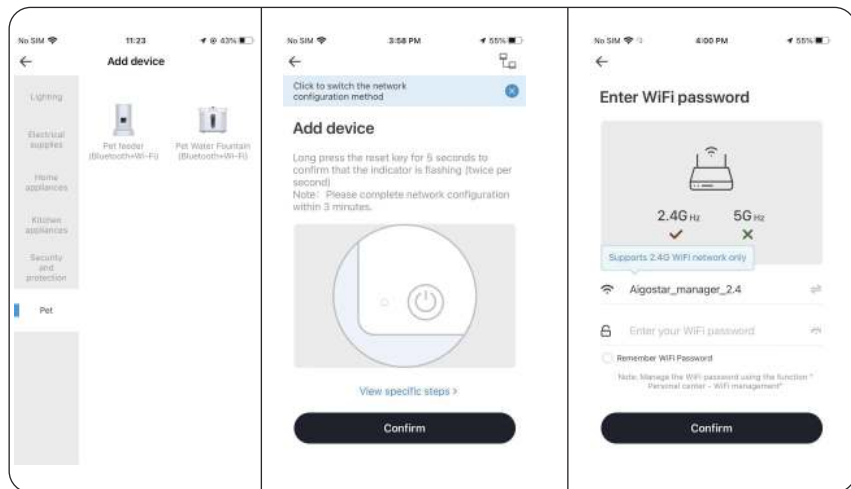 No SIM 11:23 43%
Add device
Lighting
Electrical
supplies
Home
appliances
Kitchen
appliances
Security
and
protection
Pet
Pet feeder
(Bluetooth+Wi-Fi)
Pet Water Fountain
(Bluetooth+Wi-Fi)
No SIM 3:58 PM 55%
Click to switch the network
configuration method
Add device
Long press the reset key for 5 seconds to
confirm that the indicator is flashing (twice per
second)
Note: Please complete network configuration
within 3 minutes.
View specific steps >
Confirm
No SIM 4:00 PM 55%
Enter WiFi password
2.4G Hz 5G Hz
Supports 2.4G WiFi network only
Aigostar_manager_2.4
Enter your WiFi password
Remember WiFi Password
Note: Manage the WiFi password using the function "
Personal center - WiFi management"
Confirm